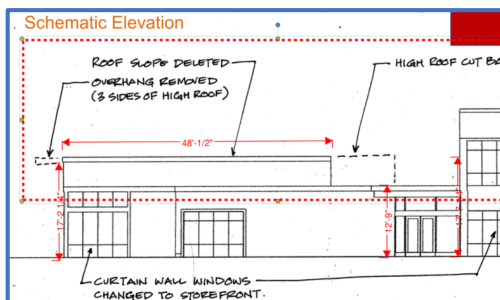 Schematic Elevation
ROOF SLOPE DELETED
HIGH ROOF CUT
OVERHANG REMOVED
(3 SIDES OF HIGH ROOF)
48'-1/2"
12'-9"
CURTAIN WALL WINDOWS
CHANGED TO STOREFRONT.